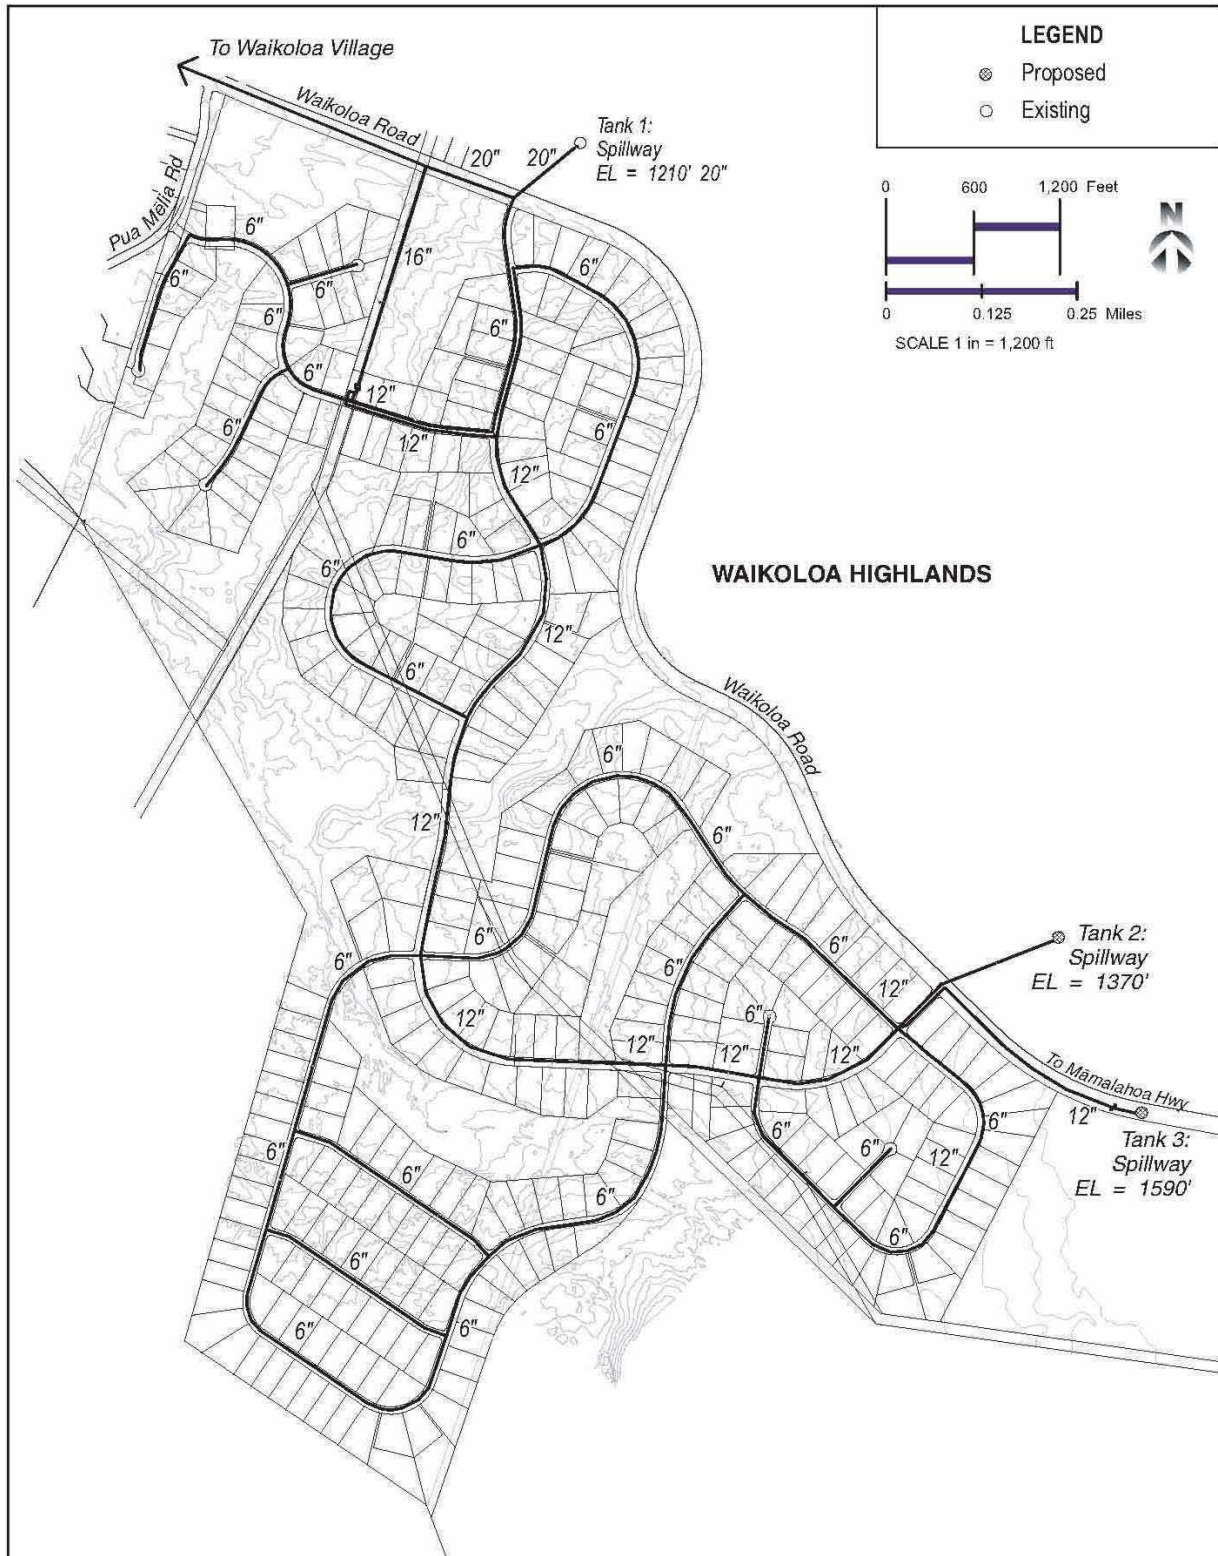 To Waikoloa Village
Waikoloa Road
Pua Mēlia Rd
LEGEND
Proposed
Existing
Tank 1:
Spillway
EL = 1210' 20"
20"
20"
0 600 1,200 Feet
N
0 0.125 0.25 Miles
SCALE 1 in = 1,200 ft
16"
6"
6"
6"
6"
6"
6"
6"
6"
6"
12"
12"
12"
6"
6"
6"
12"
WAIKOLOA HIGHLANDS
Waikoloa Road
6"
6"
12"
6"
6"
6"
6"
12"
Tank 2:
Spillway
EL = 1370'
12"
12"
12"
12"
6"
To Māmalahoa Hwy
12"
Tank 3:
Spillway
EL = 1590'
6"
6"
6"
12"
6"
6"
6"
6"
6"
6"
6"